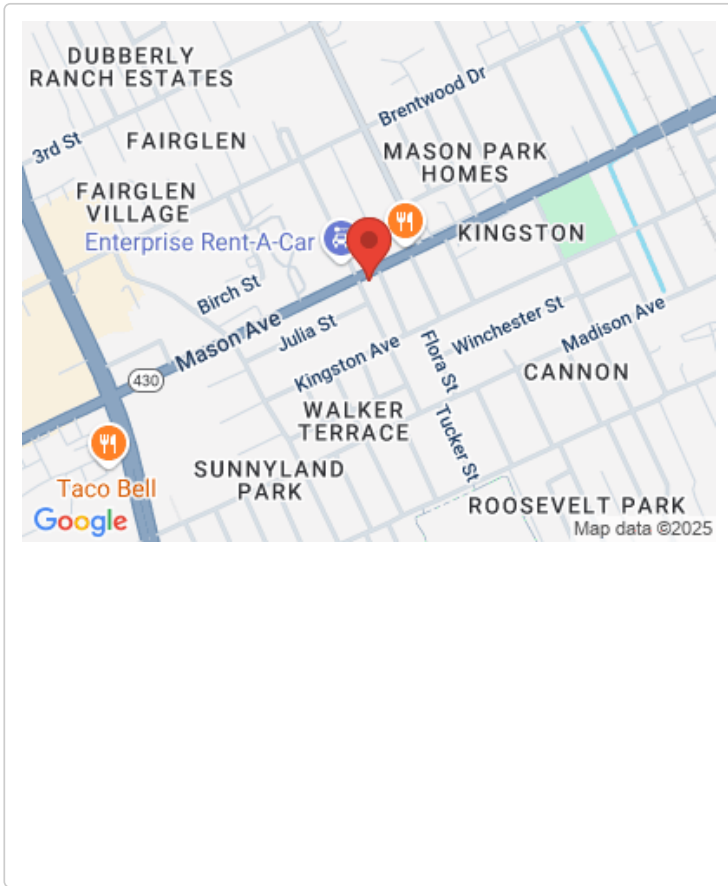 DUBBERLY
RANCH ESTATES
Brentwood Dr
3rd St
FAIRGLEN
MASON PARK
HOMES
FAIRGLEN
VILLAGE
Enterprise Rent-A-Car
KINGSTON
Birch St
Mason Ave
Julia St
Winchester St
Madison Ave
Kingston Ave
Flora St
430
CANNON
WALKER
TERRACE
Tucker St
SUNNYLAND
PARK
Taco Bell
ROOSEVELT PARK
Google
Map data ©2025